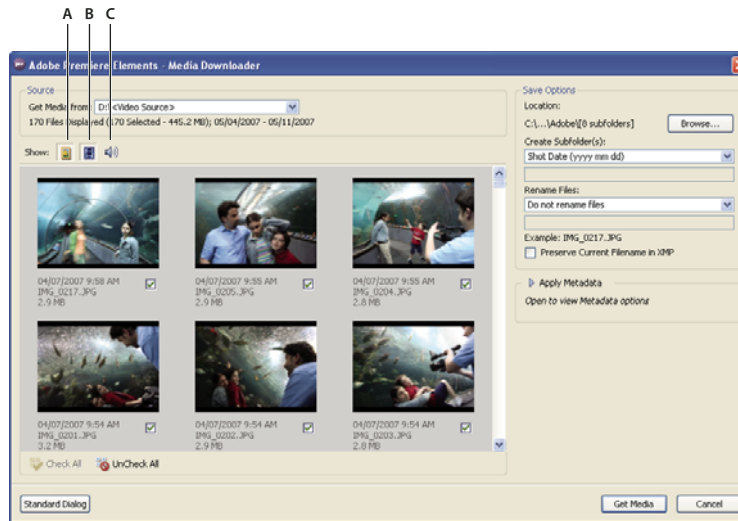 A B C
Adobe Premiere Elements - Media Downloader
Source
Get Media from: D:\ <Video Source>
170 Files Displayed (170 Selected - 445.2 MB); 05/04/2007 - 05/11/2007
Show:
04/07/2007 9:58 AM
IMG_0217.JPG
2.9 MB
04/07/2007 9:55 AM
IMG_0205.JPG
2.9 MB
04/07/2007 9:55 AM
IMG_0204.JPG
2.8 MB
04/07/2007 9:54 AM
IMG_0201.JPG
3.2 MB
04/07/2007 9:54 AM
IMG_0202.JPG
2.9 MB
04/07/2007 9:54 AM
IMG_0203.JPG
2.8 MB
Check All
UnCheck All
Save Options
Location:
C:\...\Adobe\[8 subfolders]
Browse...
Create Subfolder(s):
Shot Date (yyyy mm dd)
Rename Files:
Do not rename files
Example: IMG_0217.JPG
Preserve Current Filename in XMP
Apply Metadata
Open to view Metadata options
Standard Dialog
Get Media
Cancel